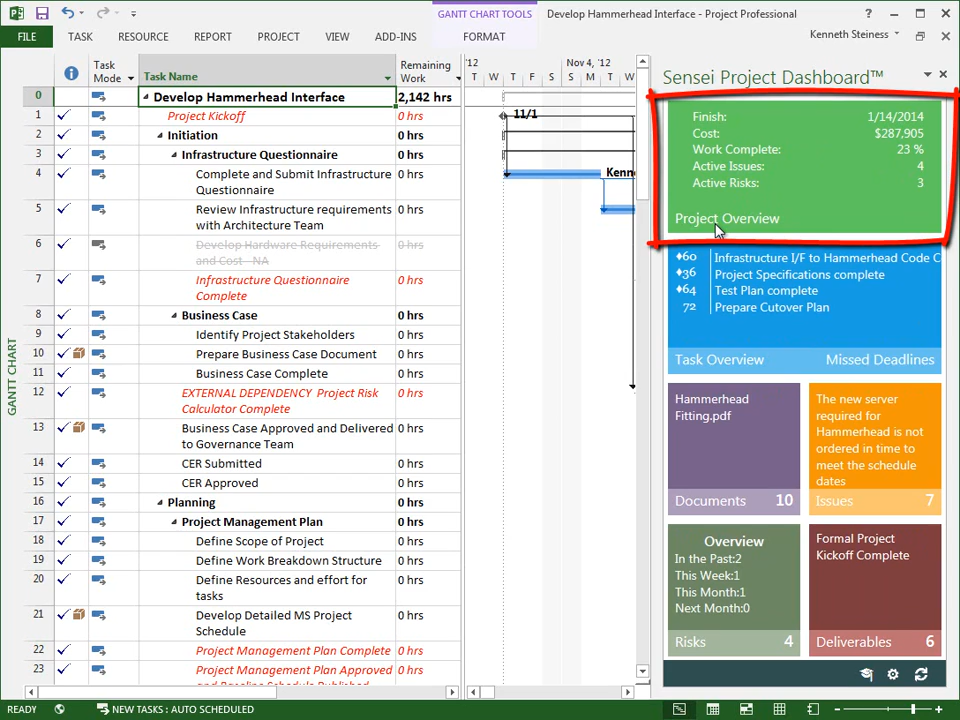 GANTT CHART TOOLS
Develop Hammerhead Interface - Project Professional
FILE
TASK
RESOURCE
REPORT
PROJECT
VIEW
ADD-INS
FORMAT
Kenneth Steiness
Task Mode
Task Name
Remaining Work
'12
Nov 4, '12
T W T F S S M T W
0 Develop Hammerhead Interface 2,142 hrs
1 Project Kickoff 0 hrs
11/1
2 Initiation 0 hrs
3 Infrastructure Questionnaire 0 hrs
4 Complete and Submit Infrastructure 0 hrs
Questionnaire
Kenne
5 Review Infrastructure requirements 0 hrs
with Architecture Team
6 Develop Hardware Requirements 0 hrs
and Cost - NA
7 Infrastructure Questionnaire 0 hrs
Complete
8 Business Case 0 hrs
9 Identify Project Stakeholders 0 hrs
10 Prepare Business Case Document 0 hrs
11 Business Case Complete 0 hrs
12 EXTERNAL DEPENDENCY Project Risk 0 hrs
Calculator Complete
13 Business Case Approved and Delivered 0 hrs
to Governance Team
14 CER Submitted 0 hrs
15 CER Approved 0 hrs
16 Planning 0 hrs
17 Project Management Plan 0 hrs
18 Define Scope of Project 0 hrs
19 Define Work Breakdown Structure 0 hrs
20 Define Resources and effort for 0 hrs
tasks
21 Develop Detailed MS Project 0 hrs
Schedule
22 Project Management Plan Complete 0 hrs
23 Project Management Plan Approved 0 hrs
and Baseline Schedule Published
GANTT CHART
Sensei Project Dashboard™
Finish: 1/14/2014
Cost: $287,905
Work Complete: 23 %
Active Issues: 4
Active Risks: 3
Project Overview
60 Infrastructure I/F to Hammerhead Code C
36 Project Specifications complete
64 Test Plan complete
72 Prepare Cutover Plan
Task Overview Missed Deadlines
Hammerhead
Fitting.pdf
Documents 10
The new server
required for
Hammerhead is not
ordered in time to
meet the schedule
dates
Issues 7
Overview
In the Past:2
This Week:1
This Month:1
Next Month:0
Risks 4
Formal Project
Kickoff Complete
Deliverables 6
READY
NEW TASKS : AUTO SCHEDULED